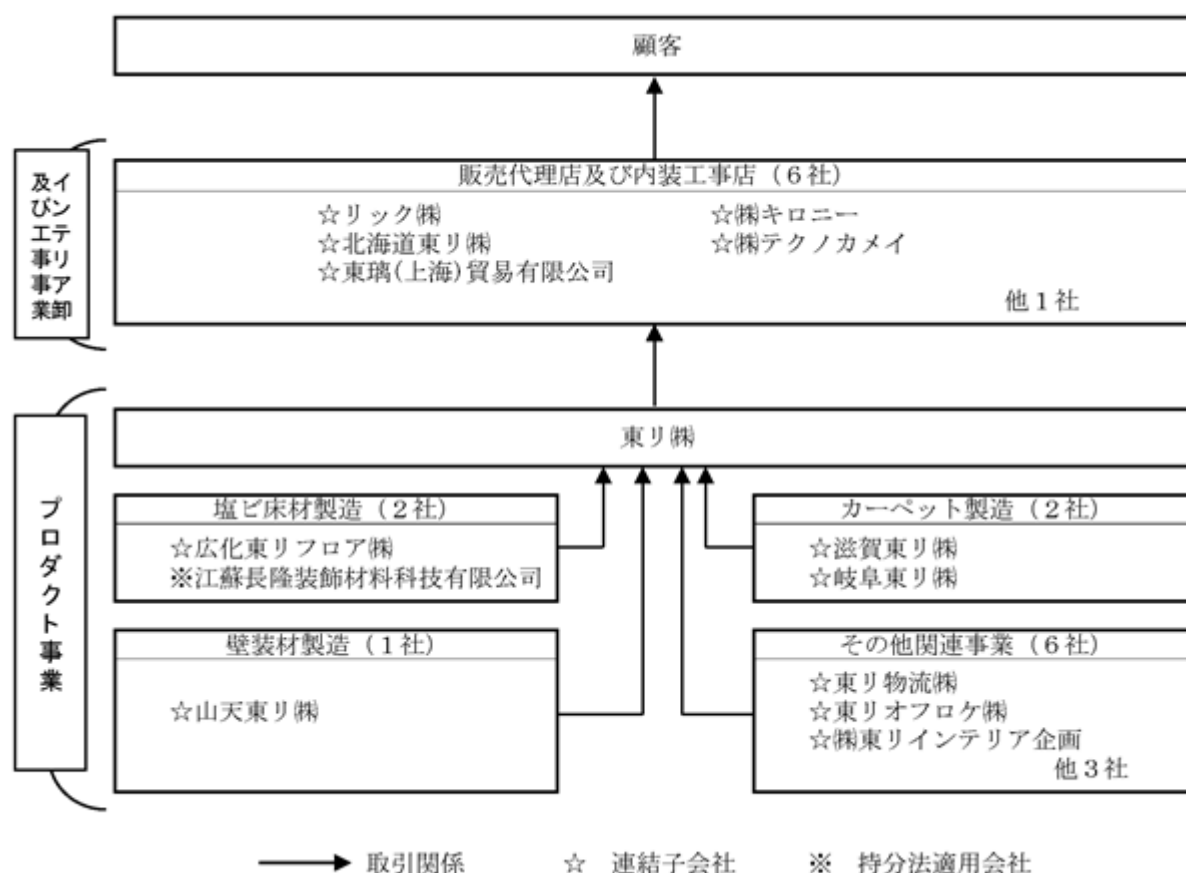 顧客
インテリア卸
及び工事事業
販売代理店及び内装工事店（6社）
☆リック㈱
☆㈱キロニー
☆北海道東リ㈱
☆㈱テクノカメイ
☆東璃(上海)貿易有限公司
他１社
プロダクト事業
東リ㈱
塩ビ床材製造（２社）
☆広化東リフロア㈱
※江蘇長隆装飾材料科技有限公司
カーペット製造（２社）
☆滋賀東リ㈱
☆岐阜東リ㈱
壁装材製造（１社）
☆山天東リ㈱
その他関連事業（６社）
☆東リ物流㈱
☆東リオフロケ㈱
☆㈱東リインテリア企画
他３社
取引関係　☆　連結子会社　※　持分法適用会社